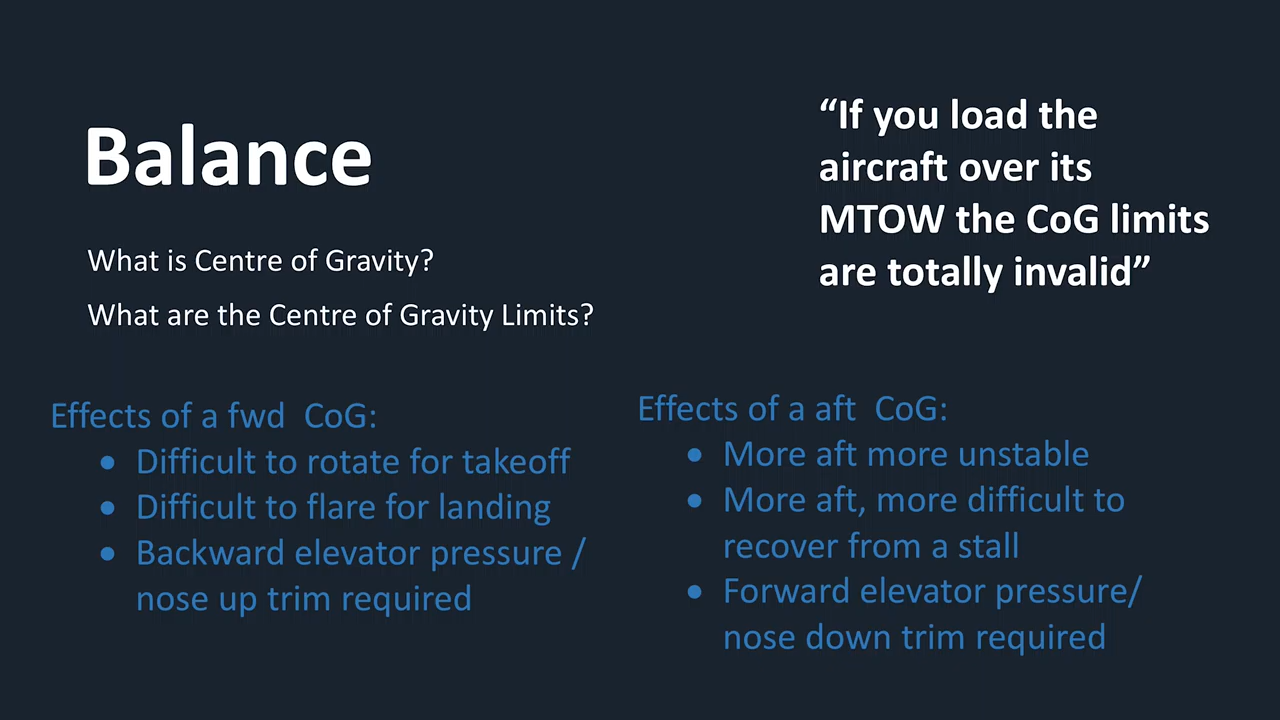 Balance
What is Centre of Gravity?
What are the Centre of Gravity Limits?
“If you load the
aircraft over its
MTOW the CoG limits
are totally invalid”
Effects of a fwd  CoG:
• Difficult to rotate for takeoff
• Difficult to flare for landing
• Backward elevator pressure /
nose up trim required
Effects of a aft  CoG:
• More aft more unstable
• More aft, more difficult to
recover from a stall
• Forward elevator pressure/
nose down trim required